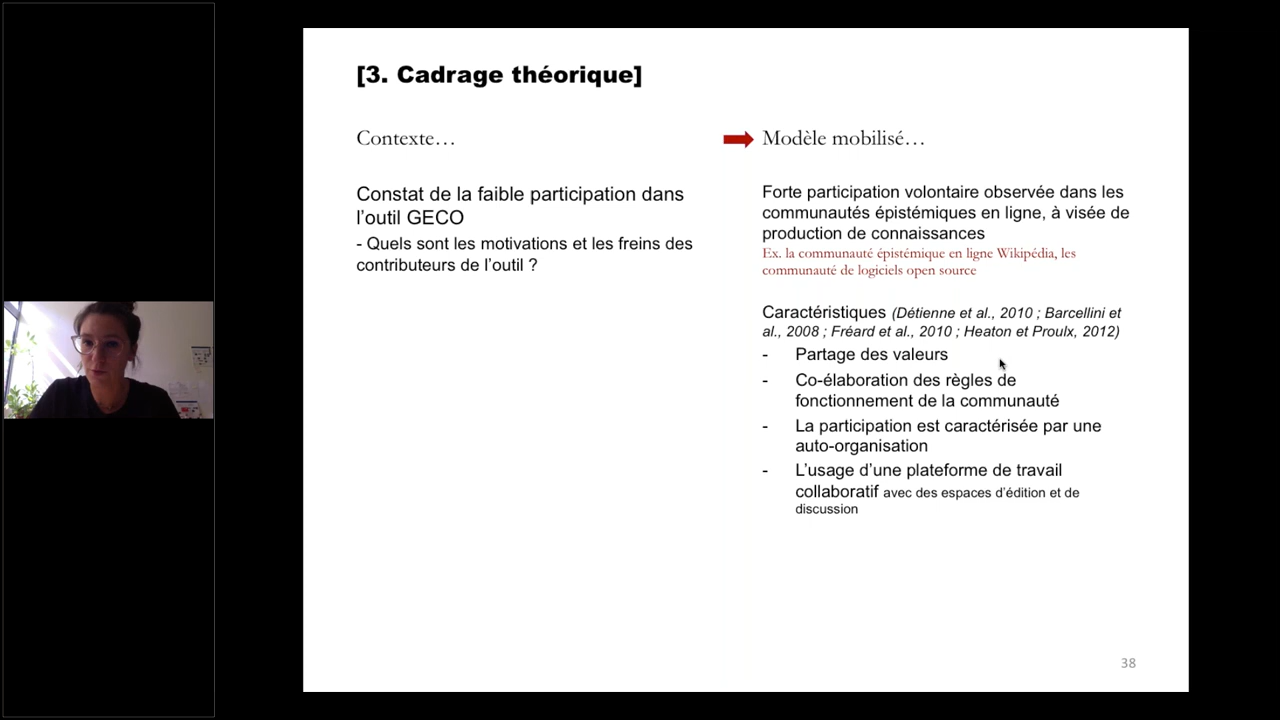 [3. Cadrage théorique]
Contexte…
Constat de la faible participation dans
l’outil GECO
- Quels sont les motivations et les freins des
contributeurs de l’outil ?
Modèle mobilisé…
Forte participation volontaire observée dans les
communautés épistémiques en ligne, à visée de
production de connaissances
Ex. la communauté épistémique en ligne Wikipédia, les
communauté de logiciels open source
Caractéristiques (Détienne et al., 2010 ; Barcellini et
al., 2008 ; Fréard et al., 2010 ; Heaton et Proulx, 2012)
- Partage des valeurs
- Co-élaboration des règles de
fonctionnement de la communauté
- La participation est caractérisée par une
auto-organisation
- L’usage d’une plateforme de travail
collaboratif avec des espaces d’édition et de
discussion
38